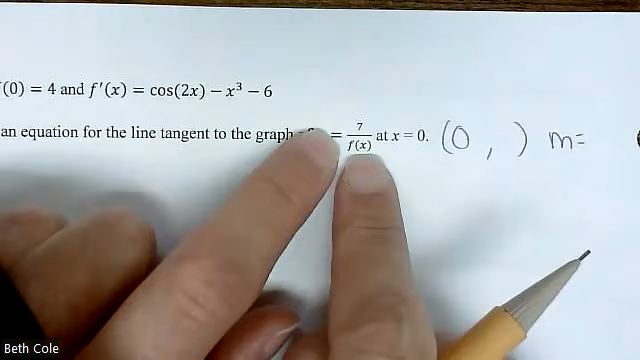 (0) = 4 and f′(x) = cos(2x) − x³ − 6
an equation for the line tangent to the graph = 7/f(x) at x = 0. (0 , ) m=
Beth Cole